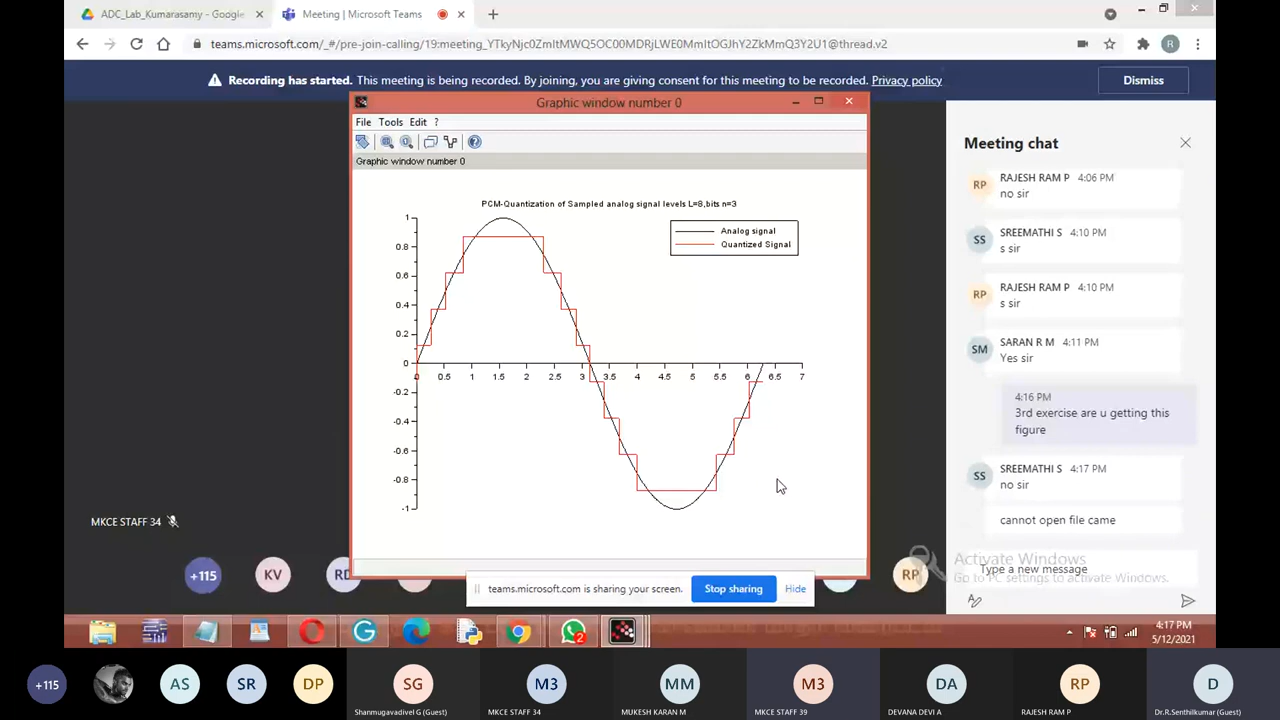 ADC_Lab_Kumarasamy - Google
Meeting | Microsoft Teams
teams.microsoft.com/_#/pre-join-calling/19:meeting_YTkyNjc0ZmItMWQ5OC00MDRjLWE0MmItOGJhY2ZkMmQ3Y2U1@thread.v2
R
Recording has started. This meeting is being recorded. By joining, you are giving consent for this meeting to be recorded. Privacy policy
Dismiss
Graphic window number 0
File Tools Edit ?
Graphic window number 0
PCM-Quantization of Sampled analog signal levels L=8,bits n=3
Analog signal
Quantized Signal
1
0.8
0.6
0.4
0.2
0
-0.2
-0.4
-0.6
-0.8
-1
0 0.5 1 1.5 2 2.5 3 3.5 4 4.5 5 5.5 6 6.5 7
Meeting chat
RP RAJESH RAM P 4:06 PM
no sir
SS SREEMATHI S 4:10 PM
s sir
RP RAJESH RAM P 4:10 PM
s sir
SM SARAN R M 4:11 PM
Yes sir
4:16 PM
3rd exercise are u getting this
figure
SS SREEMATHI S 4:17 PM
no sir
cannot open file came
Activate Windows
Type a new message
Go to PC settings to activate Windows.
MKCE STAFF 34
+115 KV RD RP
teams.microsoft.com is sharing your screen. Stop sharing Hide
2
4:17 PM
5/12/2021
+115 AS SR DP SG M3 MM M3 DA RP D
Shanmugavadivel G (Guest) MKCE STAFF 34 MUKESH KARAN M MKCE STAFF 39 DEVANA DEVI A RAJESH RAM P Dr.R.Senthilkumar (Guest)